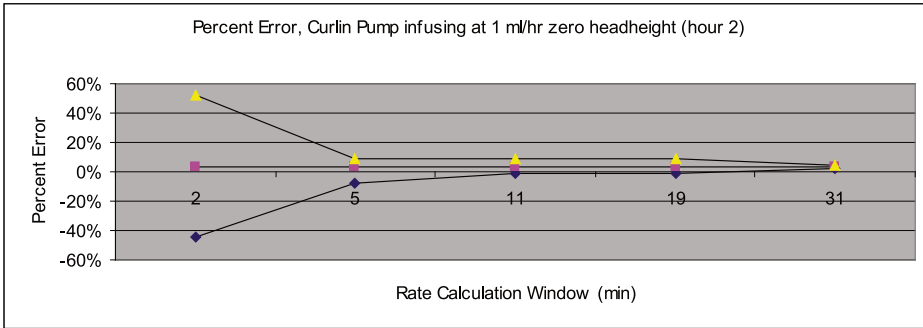 Percent Error, Curlin Pump infusing at 1 ml/hr zero headheight (hour 2)
60%
40%
20%
0%
-20%
-40%
-60%
Percent Error
2 5 11 19 31
Rate Calculation Window (min)